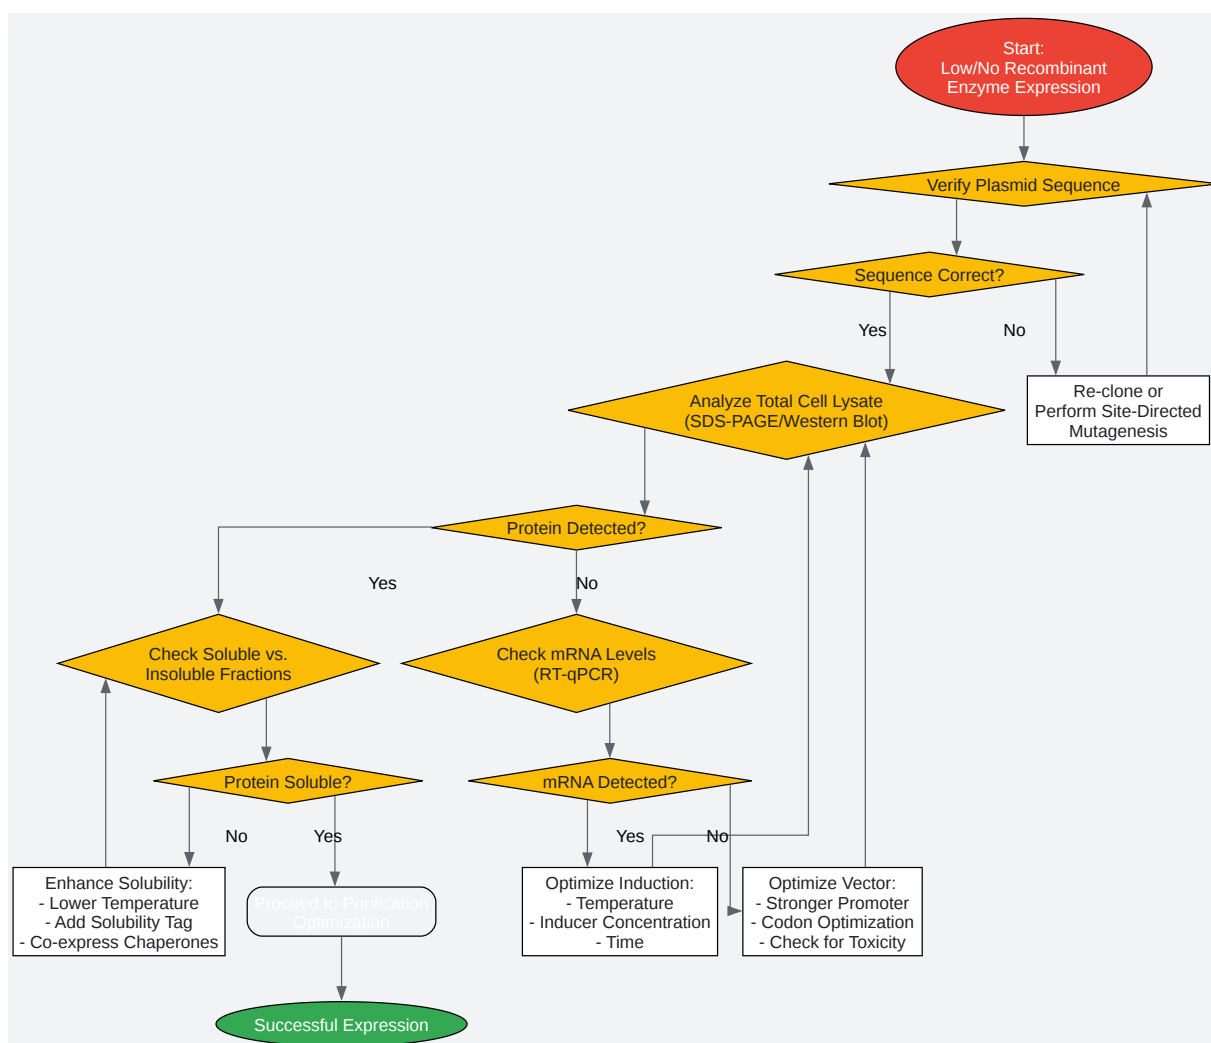 Start:
Low/No Recombinant
Enzyme Expression
Verify Plasmid Sequence
Sequence Correct?
Yes
No
Re-clone or
Perform Site-Directed
Mutagenesis
Analyze Total Cell Lysate
(SDS-PAGE/Western Blot)
Protein Detected?
Yes
No
Check Soluble vs.
Insoluble Fractions
Check mRNA Levels
(RT-qPCR)
Protein Soluble?
mRNA Detected?
No
Yes
Yes
No
Enhance Solubility:
- Lower Temperature
- Add Solubility Tag
- Co-express Chaperones
Proceed to Purification
Optimization
Optimize Induction:
- Temperature
- Inducer Concentration
- Time
Optimize Vector:
- Stronger Promoter
- Codon Optimization
- Check for Toxicity
Successful Expression